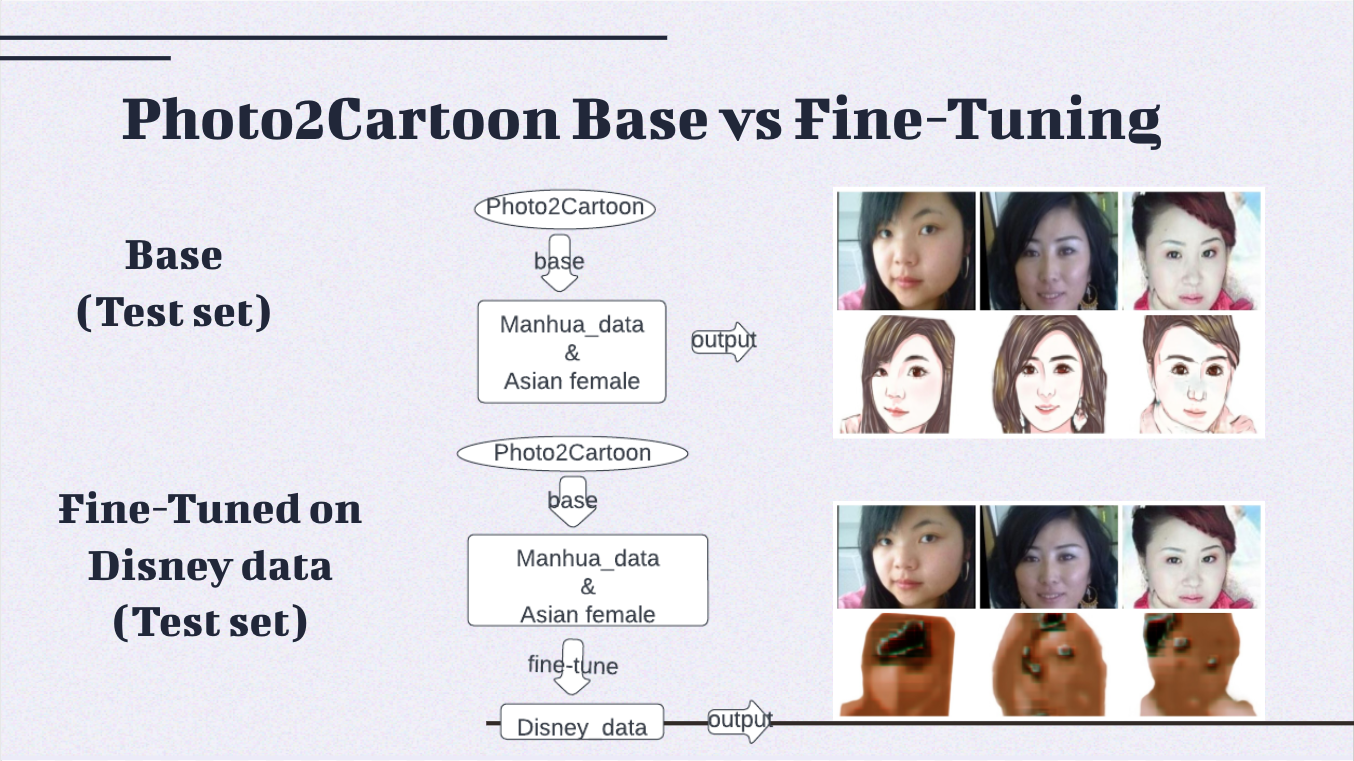 Photo2Cartoon Base vs Fine-Tuning
Base
(Test set)
Photo2Cartoon
base
Manhua_data
&
Asian female
output
Fine-Tuned on
Disney data
(Test set)
Photo2Cartoon
base
Manhua_data
&
Asian female
fine-tune
Disney_data
output